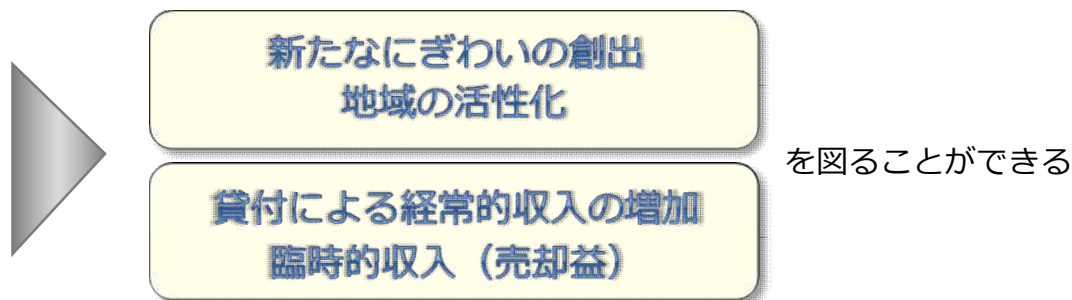 新たなにぎわいの創出
地域の活性化
貸付による経常的収入の増加
臨時的収入（売却益）
を図ることができる